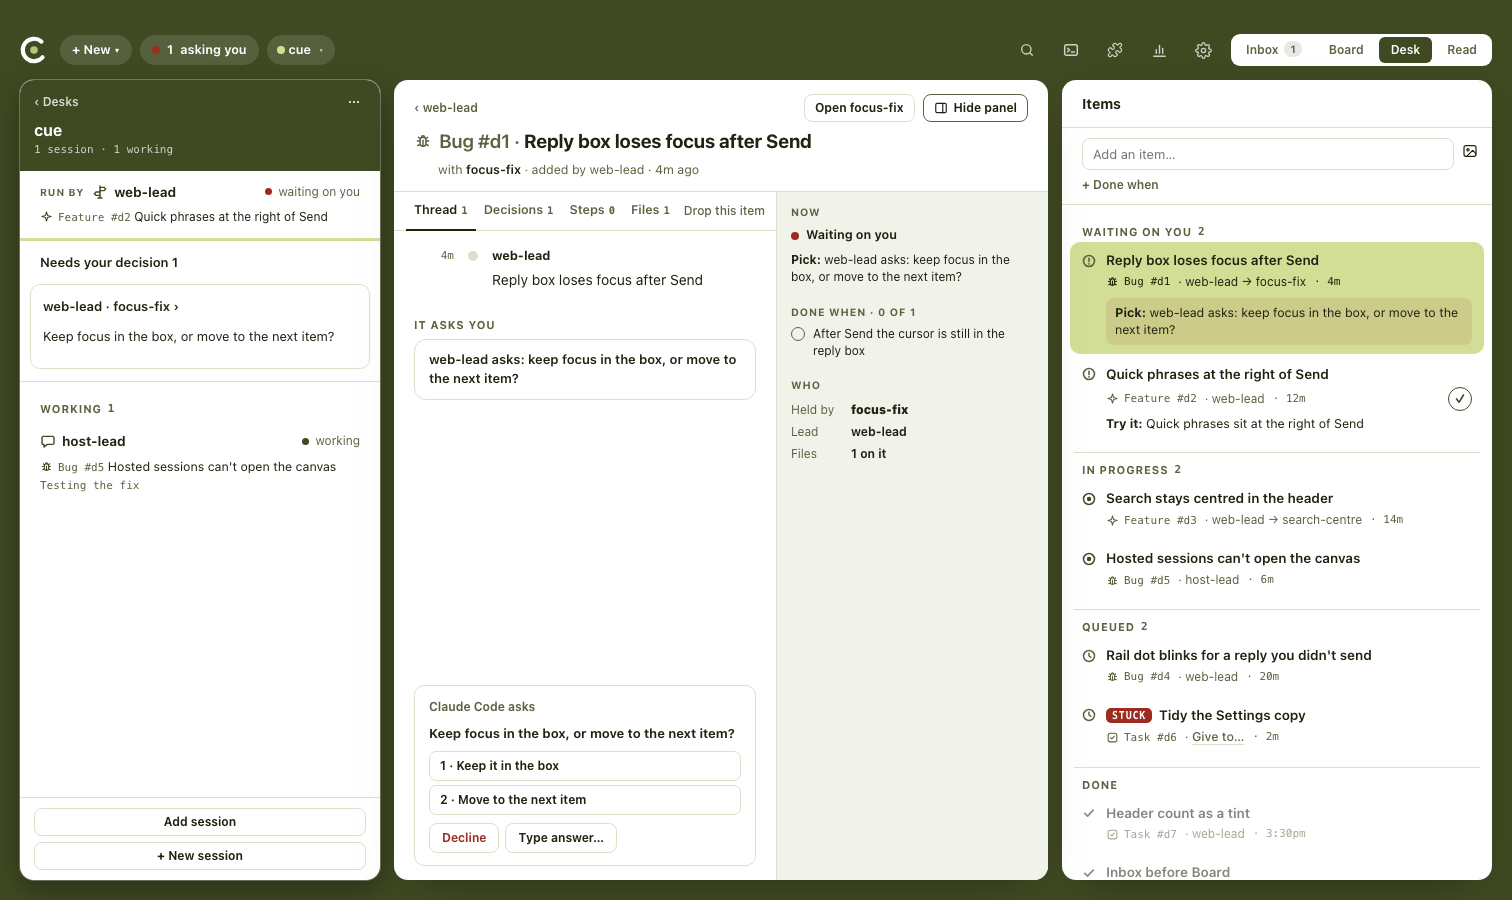 + New ▾
1 asking you
cue ·
Inbox 1
Board
Desk
Read
‹ Desks
···
cue
1 session · 1 working
RUN BY web-lead
waiting on you
Feature #d2 Quick phrases at the right of Send
Needs your decision 1
web-lead · focus-fix ›
Keep focus in the box, or move to the next item?
WORKING 1
host-lead
working
Bug #d5 Hosted sessions can't open the canvas
Testing the fix
Add session
+ New session
‹ web-lead
Open focus-fix
Hide panel
Bug #d1 · Reply box loses focus after Send
with focus-fix · added by web-lead · 4m ago
Thread 1
Decisions 1
Steps 0
Files 1
Drop this item
4m
web-lead
Reply box loses focus after Send
IT ASKS YOU
web-lead asks: keep focus in the box, or move to
the next item?
Claude Code asks
Keep focus in the box, or move to the next item?
1 · Keep it in the box
2 · Move to the next item
Decline
Type answer...
NOW
Waiting on you
Pick: web-lead asks: keep focus in the
box, or move to the next item?
DONE WHEN · 0 OF 1
After Send the cursor is still in the
reply box
WHO
Held by focus-fix
Lead web-lead
Files 1 on it
Items
Add an item...
+ Done when
WAITING ON YOU 2
Reply box loses focus after Send
Bug #d1 · web-lead → focus-fix · 4m
Pick: web-lead asks: keep focus in the box, or move to the
next item?
Quick phrases at the right of Send
Feature #d2 · web-lead · 12m
Try it: Quick phrases sit at the right of Send
IN PROGRESS 2
Search stays centred in the header
Feature #d3 · web-lead → search-centre · 14m
Hosted sessions can't open the canvas
Bug #d5 · host-lead · 6m
QUEUED 2
Rail dot blinks for a reply you didn't send
Bug #d4 · web-lead · 20m
STUCK Tidy the Settings copy
Task #d6 · Give to... · 2m
DONE
Header count as a tint
Task #d7 · web-lead · 3:30pm
Inbox before Board